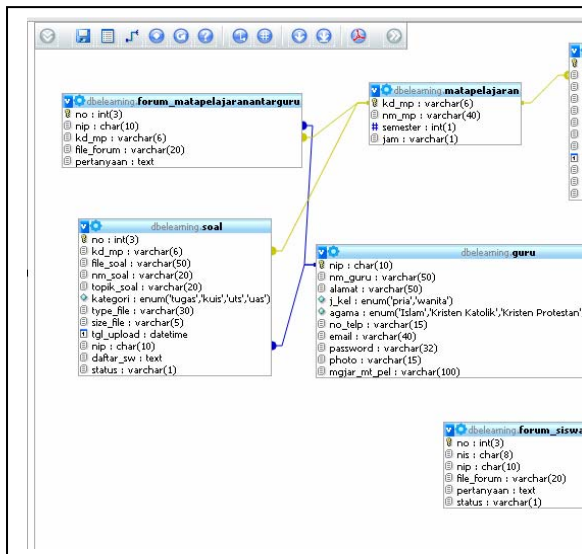 dbelearning.forum_matapelajaranantarguru
no : int(3)
nip : char(10)
kd_mp : varchar(6)
file_forum : varchar(20)
pertanyaan : text
dbelearning.matapelajaran
kd_mp : varchar(6)
nm_mp : varchar(40)
# semester : int(1)
jam : varchar(1)
dbelearning.soal
no : int(3)
kd_mp : varchar(6)
file_soal : varchar(50)
nm_soal : varchar(20)
topik_soal : varchar(20)
kategori : enum('tugas','kuis','uts','uas')
type_file : varchar(30)
size_file : varchar(5)
tgl_upload : datetime
nip : char(10)
daftar_sw : text
status : varchar(1)
dbelearning.guru
nip : char(10)
nm_guru : varchar(50)
alamat : varchar(50)
j_kel : enum('pria','wanita')
agama : enum('Islam','Kristen Katolik','Kristen Protestan'
no_telp : varchar(15)
email : varchar(40)
password : varchar(32)
photo : varchar(15)
mgjar_mt_pel : varchar(100)
dbelearning.forum_siswa
no : int(3)
nis : char(8)
nip : char(10)
file_forum : varchar(20)
pertanyaan : text
status : varchar(1)